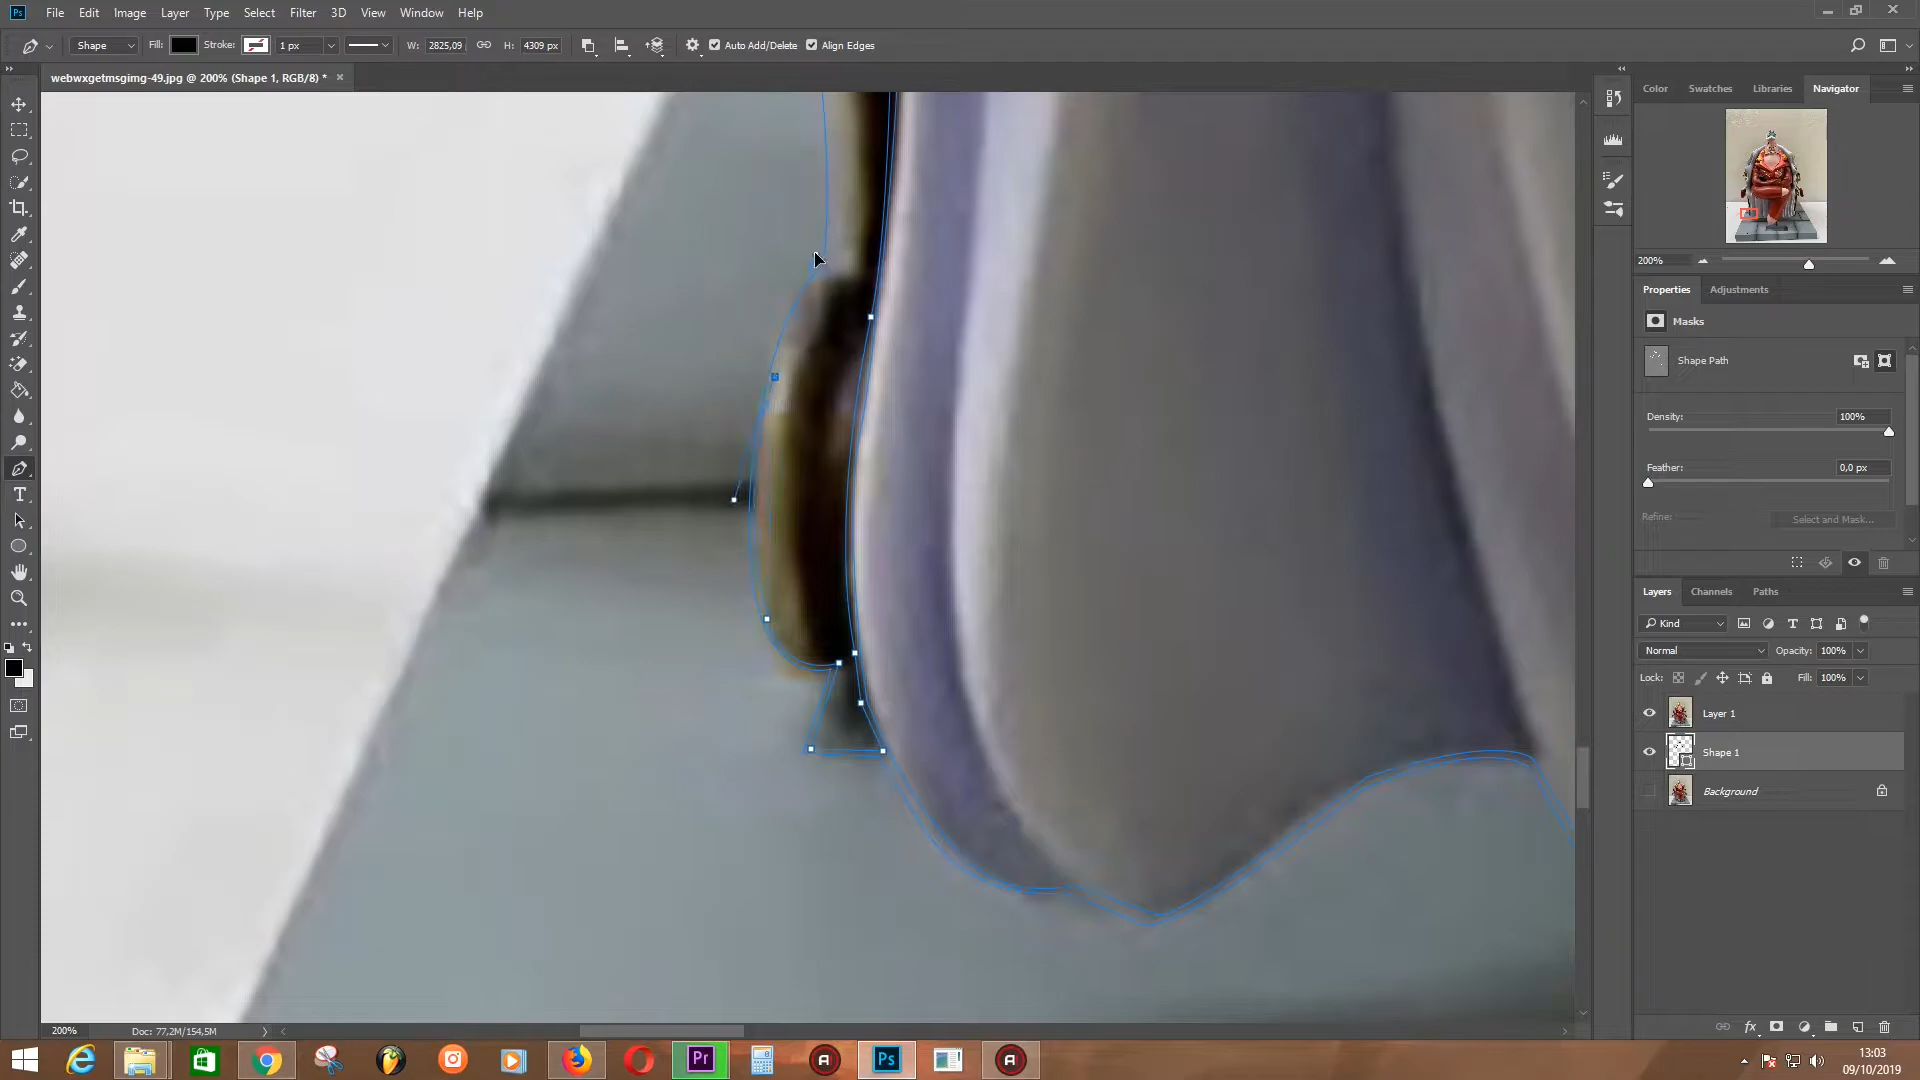 Ps File Edit Image Layer Type Select Filter 3D View Window Help
Shape Fill: Stroke: 1 px W: 2825,09 H: 4309 px Auto Add/Delete Align Edges
webwxgetmsgimg-49.jpg @ 200% (Shape 1, RGB/8) * ×
Color Swatches Libraries Navigator
200%
Properties Adjustments
Masks
Shape Path
Density: 100%
Feather: 0,0 px
Refine: Select and Mask...
Layers Channels Paths
Kind
Normal Opacity: 100%
Lock: Fill: 100%
Layer 1
Shape 1
Background
T
200% Doc: 77,2M/154,5M
fx
Pr Ps
13:03
09/10/2019